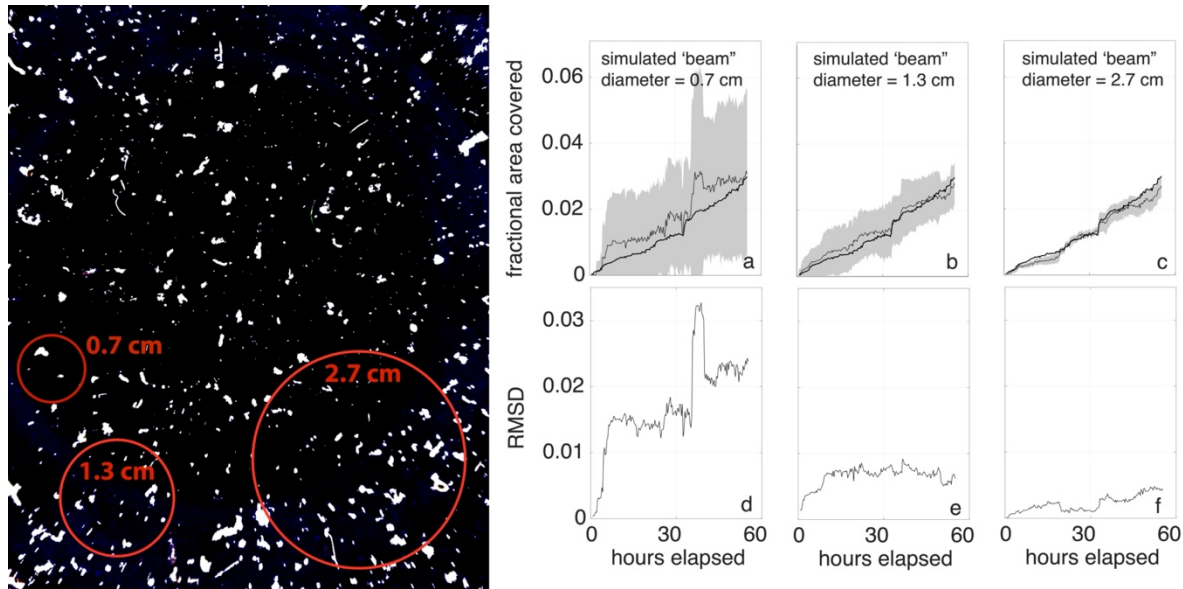 0.7 cm
2.7 cm
1.3 cm
fractional area covered
0.06
0.04
0.02
0
simulated ‘beam”
diameter = 0.7 cm
a
simulated ‘beam”
diameter = 1.3 cm
b
simulated ‘beam”
diameter = 2.7 cm
c
RMSD
0.03
0.02
0.01
0
d
e
f
0
30
60
0
30
60
0
30
60
hours elapsed
hours elapsed
hours elapsed